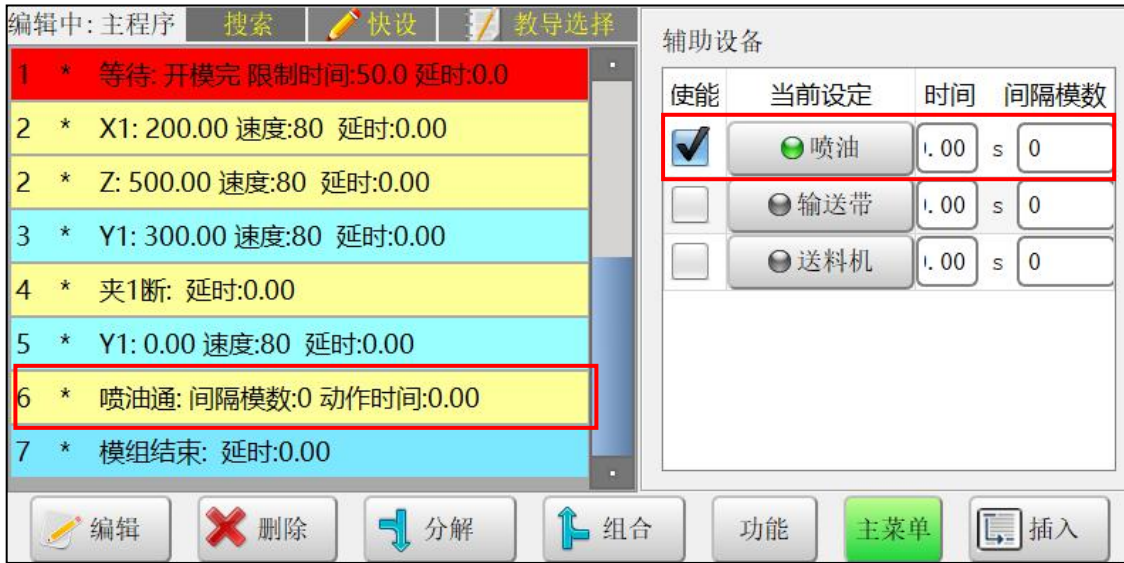 编辑中:主程序 搜索 快设 教导选择
1 * 等待: 开模完 限制时间:50.0 延时:0.0
2 * X1: 200.00 速度:80 延时:0.00
2 * Z: 500.00 速度:80 延时:0.00
3 * Y1: 300.00 速度:80 延时:0.00
4 * 夹1断: 延时:0.00
5 * Y1: 0.00 速度:80 延时:0.00
6 * 喷油通: 间隔模数:0 动作时间:0.00
7 * 模组结束: 延时:0.00
辅助设备
使能 当前设定 时间 间隔模数
喷油 .00 s 0
输送带 .00 s 0
送料机 .00 s 0
编辑 删除 分解 组合 功能 主菜单 插入